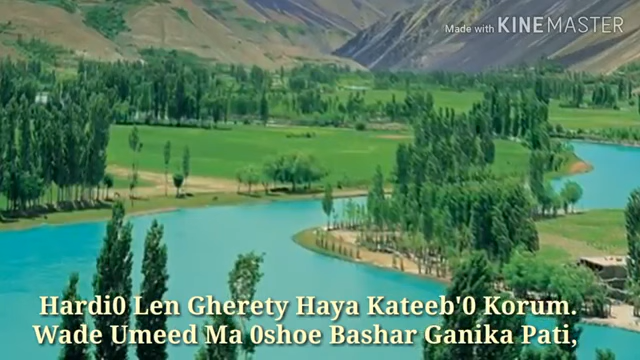 Made with KINEMASTER
Hardi0 Len Gherety Haya Kateeb'0 Korum.
Wade Umeed Ma 0shoe Bashar Ganika Pati,